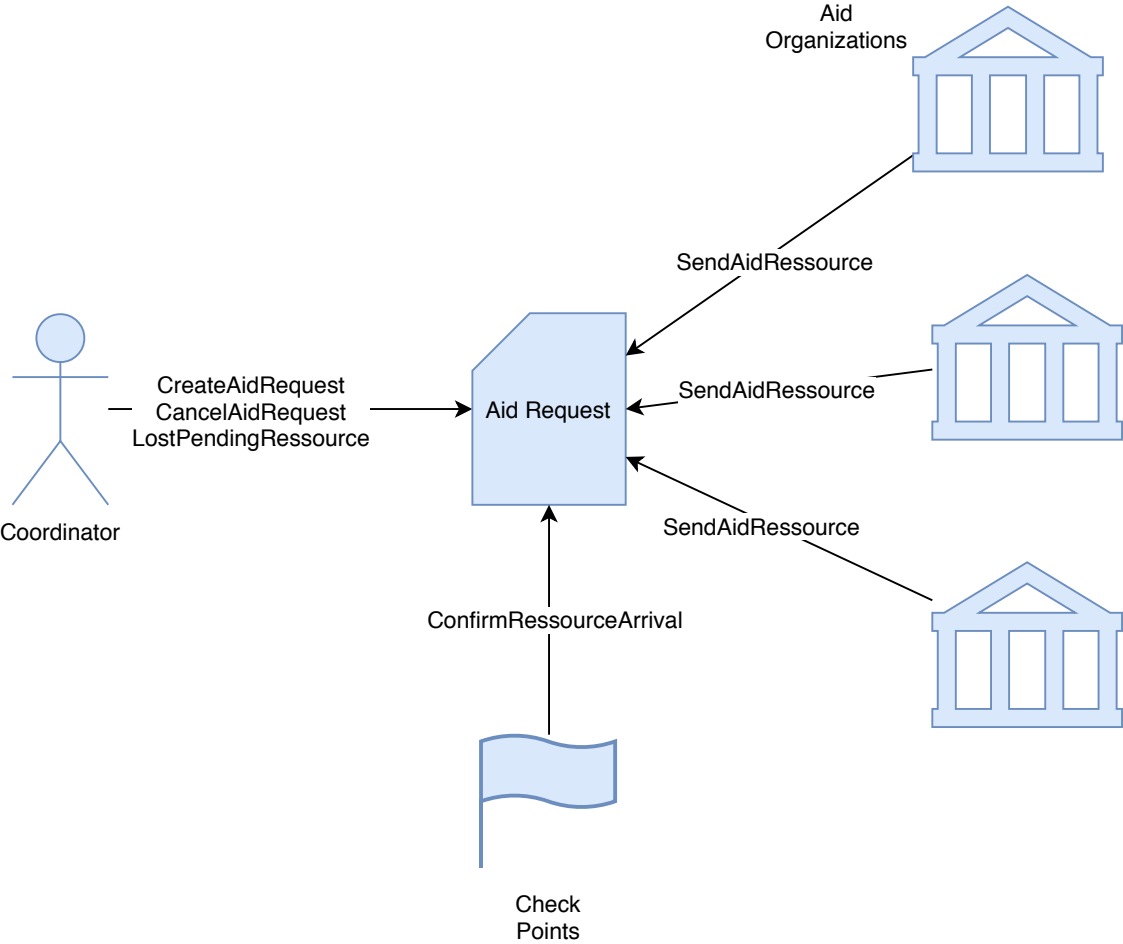 Aid
Organizations
SendAidRessource
CreateAidRequest
CancelAidRequest
LostPendingRessource
Aid Request
SendAidRessource
SendAidRessource
Coordinator
ConfirmRessourceArrival
Check
Points